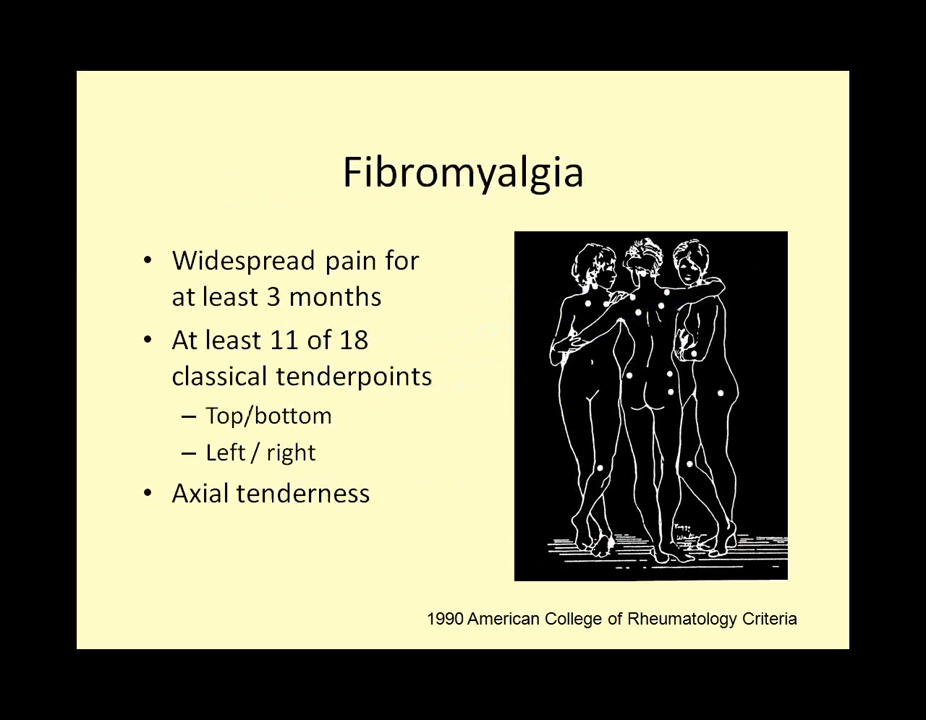 Fibromyalgia
• Widespread pain for
at least 3 months
• At least 11 of 18
classical tenderpoints
– Top/bottom
– Left / right
• Axial tenderness
1990 American College of Rheumatology Criteria